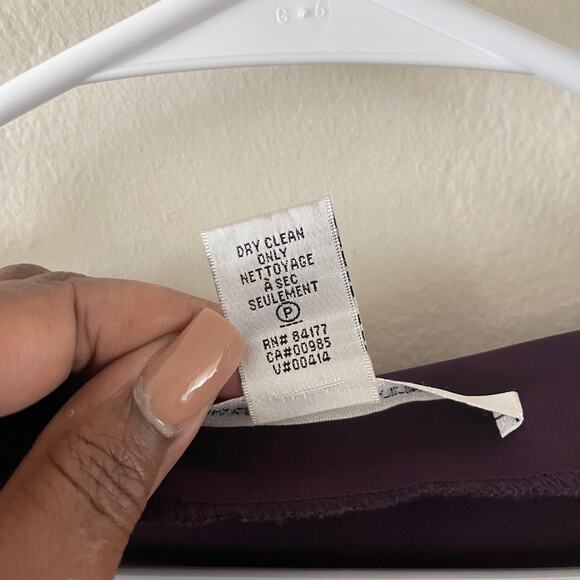 DRY CLEAN
ONLY
NETTOYAGE
À SEC
SEULEMENT
P
RN# 84177
CA#00985
V#00414